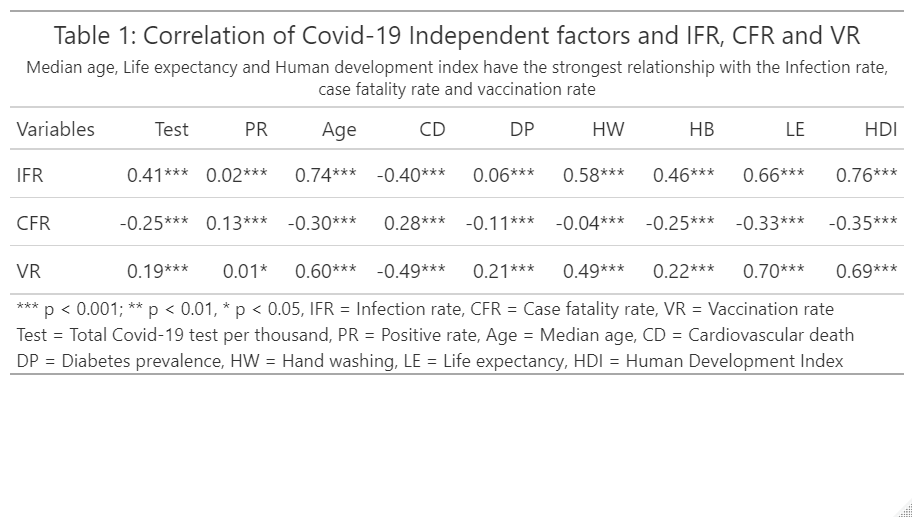 Table 1: Correlation of Covid-19 Independent factors and IFR, CFR and VR
Median age, Life expectancy and Human development index have the strongest relationship with the Infection rate,
case fatality rate and vaccination rate
Variables Test PR Age CD DP HW HB LE HDI
IFR 0.41*** 0.02*** 0.74*** -0.40*** 0.06*** 0.58*** 0.46*** 0.66*** 0.76***
CFR -0.25*** 0.13*** -0.30*** 0.28*** -0.11*** -0.04*** -0.25*** -0.33*** -0.35***
VR 0.19*** 0.01* 0.60*** -0.49*** 0.21*** 0.49*** 0.22*** 0.70*** 0.69***
*** p < 0.001; ** p < 0.01, * p < 0.05, IFR = Infection rate, CFR = Case fatality rate, VR = Vaccination rate
Test = Total Covid-19 test per thousand, PR = Positive rate, Age = Median age, CD = Cardiovascular death
DP = Diabetes prevalence, HW = Hand washing, LE = Life expectancy, HDI = Human Development Index